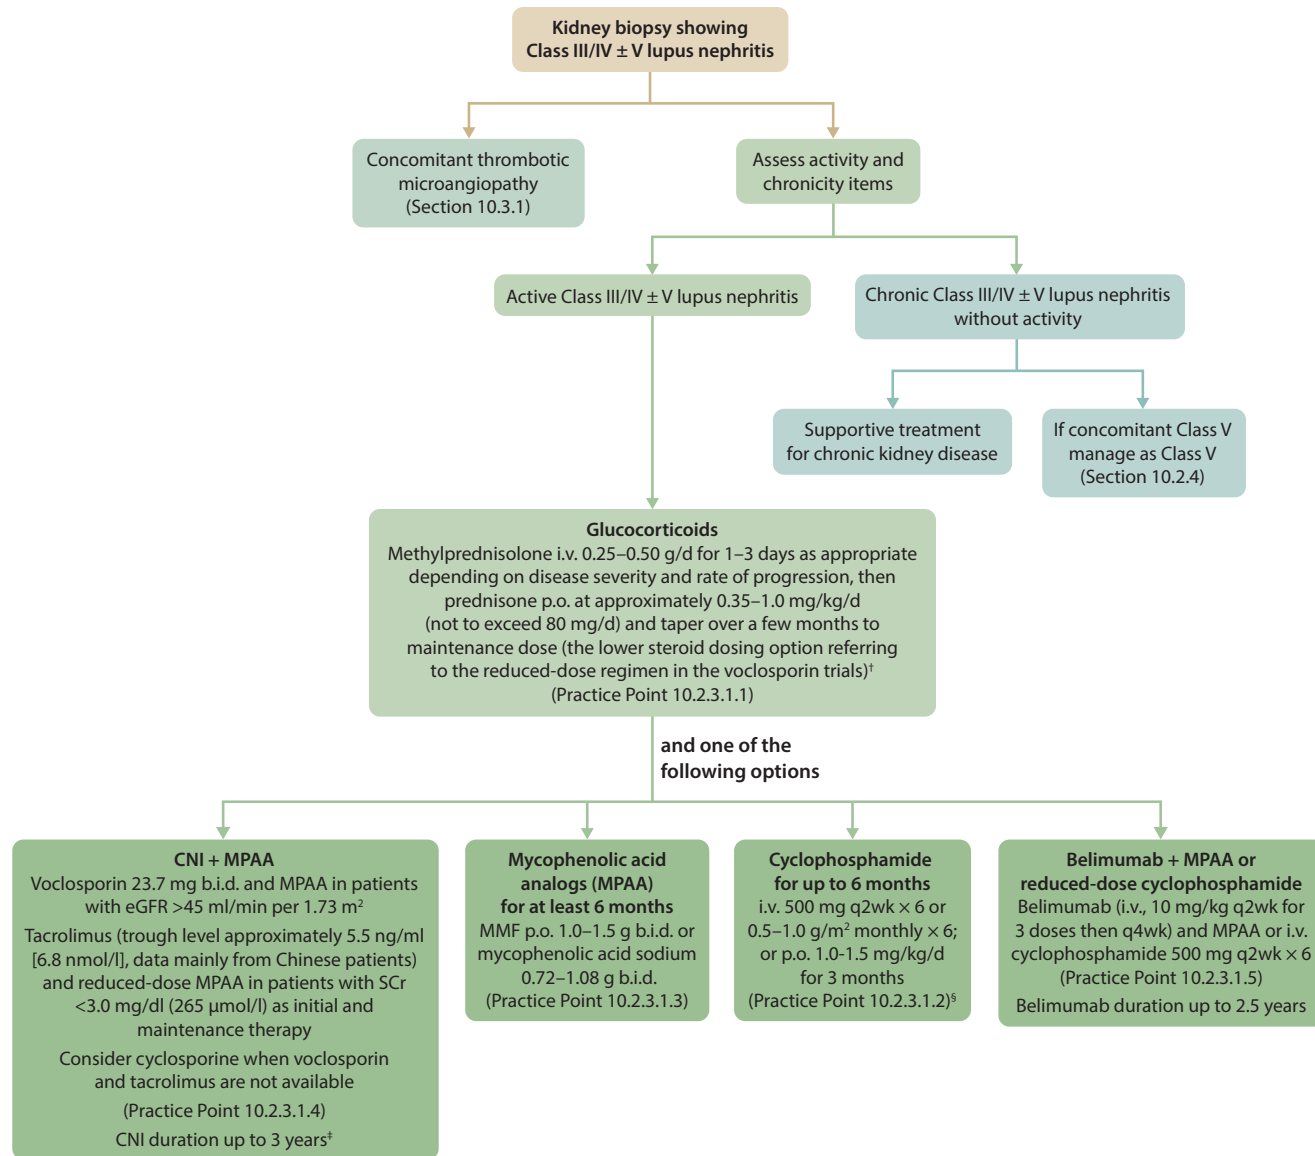 Kidney biopsy showing
Class III/IV ± V lupus nephritis
Concomitant thrombotic
microangiopathy
(Section 10.3.1)
Assess activity and
chronicity items
Active Class III/IV ± V lupus nephritis
Chronic Class III/IV ± V lupus nephritis
without activity
Supportive treatment
for chronic kidney disease
If concomitant Class V
manage as Class V
(Section 10.2.4)
Glucocorticoids
Methylprednisolone i.v. 0.25–0.50 g/d for 1–3 days as appropriate
depending on disease severity and rate of progression, then
prednisone p.o. at approximately 0.35–1.0 mg/kg/d
(not to exceed 80 mg/d) and taper over a few months to
maintenance dose (the lower steroid dosing option referring
to the reduced-dose regimen in the voclosporin trials)†
(Practice Point 10.2.3.1.1)
and one of the
following options
CNI + MPAA
Voclosporin 23.7 mg b.i.d. and MPAA in patients
with eGFR >45 ml/min per 1.73 m²
Tacrolimus (trough level approximately 5.5 ng/ml
[6.8 nmol/l], data mainly from Chinese patients)
and reduced-dose MPAA in patients with SCr
<3.0 mg/dl (265 μmol/l) as initial and
maintenance therapy
Consider cyclosporine when voclosporin
and tacrolimus are not available
(Practice Point 10.2.3.1.4)
CNI duration up to 3 years‡
Mycophenolic acid
analogs (MPAA)
for at least 6 months
MMF p.o. 1.0–1.5 g b.i.d. or
mycophenolic acid sodium
0.72–1.08 g b.i.d.
(Practice Point 10.2.3.1.3)
Cyclophosphamide
for up to 6 months
i.v. 500 mg q2wk × 6 or
0.5–1.0 g/m² monthly × 6;
or p.o. 1.0-1.5 mg/kg/d
for 3 months
(Practice Point 10.2.3.1.2)§
Belimumab + MPAA or
reduced-dose cyclophosphamide
Belimumab (i.v., 10 mg/kg q2wk for
3 doses then q4wk) and MPAA or i.v.
cyclophosphamide 500 mg q2wk × 6
(Practice Point 10.2.3.1.5)
Belimumab duration up to 2.5 years